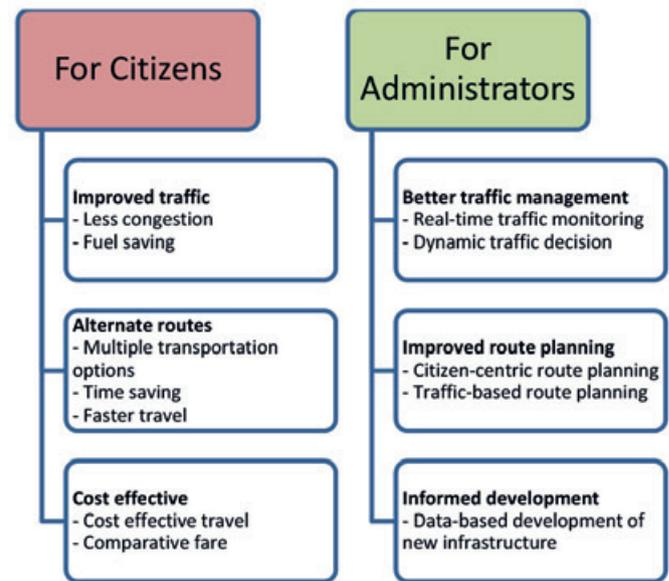 For Citizens
Improved traffic
- Less congestion
- Fuel saving
Alternate routes
- Multiple transportation
options
- Time saving
- Faster travel
Cost effective
- Cost effective travel
- Comparative fare
For
Administrators
Better traffic management
- Real-time traffic monitoring
- Dynamic traffic decision
Improved route planning
- Citizen-centric route planning
- Traffic-based route planning
Informed development
- Data-based development of
new infrastructure